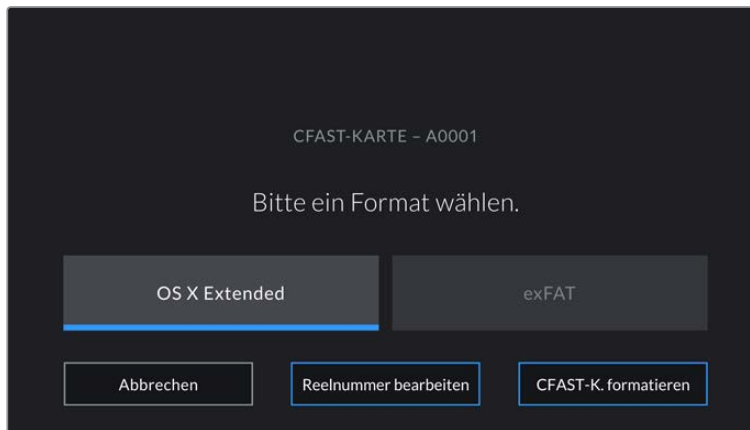 CFAST-KARTE – A0001
Bitte ein Format wählen.
OS X Extended
exFAT
Abbrechen
Reelnummer bearbeiten
CFAST-K. formatieren